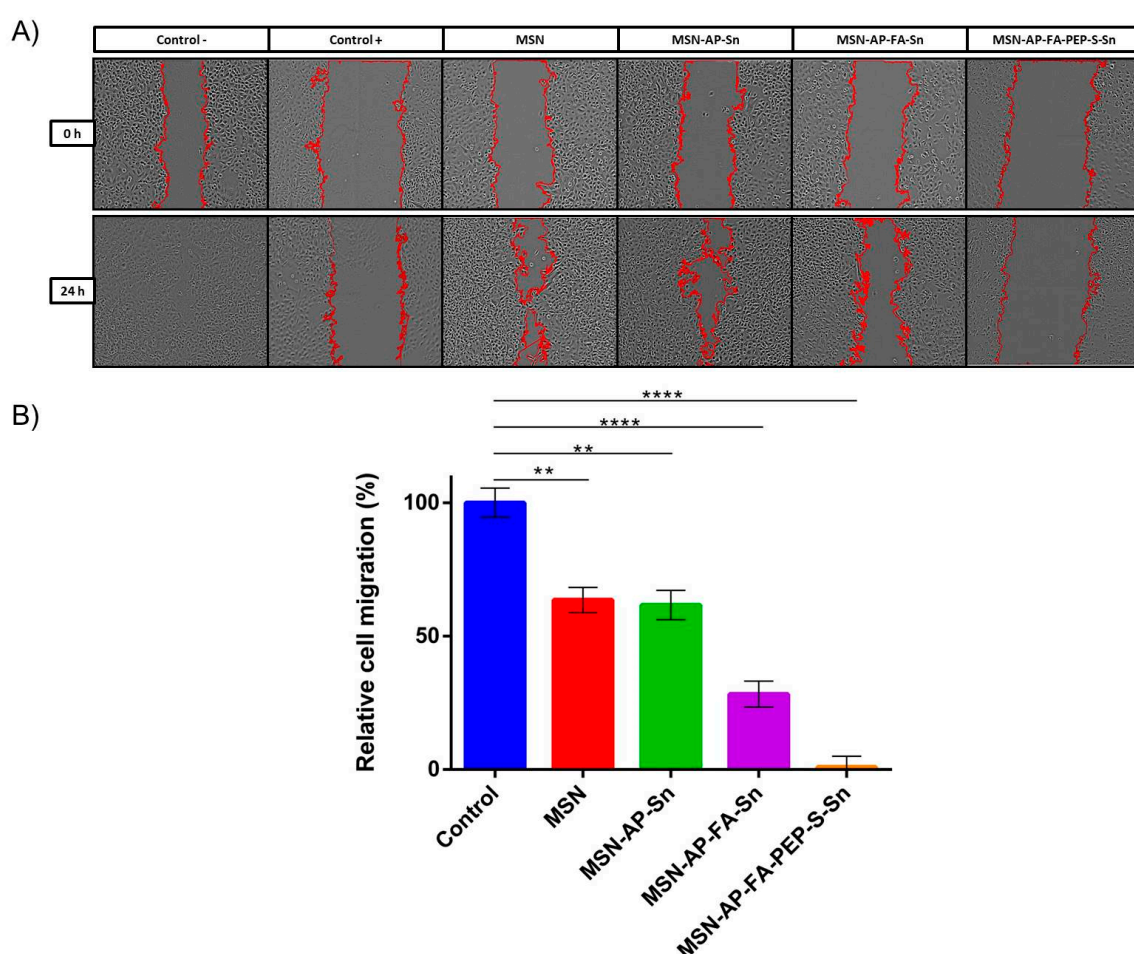 A)
Control - Control + MSN MSN-AP-Sn MSN-AP-FA-Sn MSN-AP-FA-PEP-S-Sn
0 h
24 h
B)
****
****
**
**
Relative cell migration (%)
100
50
0
Control MSN MSN-AP-Sn MSN-AP-FA-Sn MSN-AP-FA-PEP-S-Sn